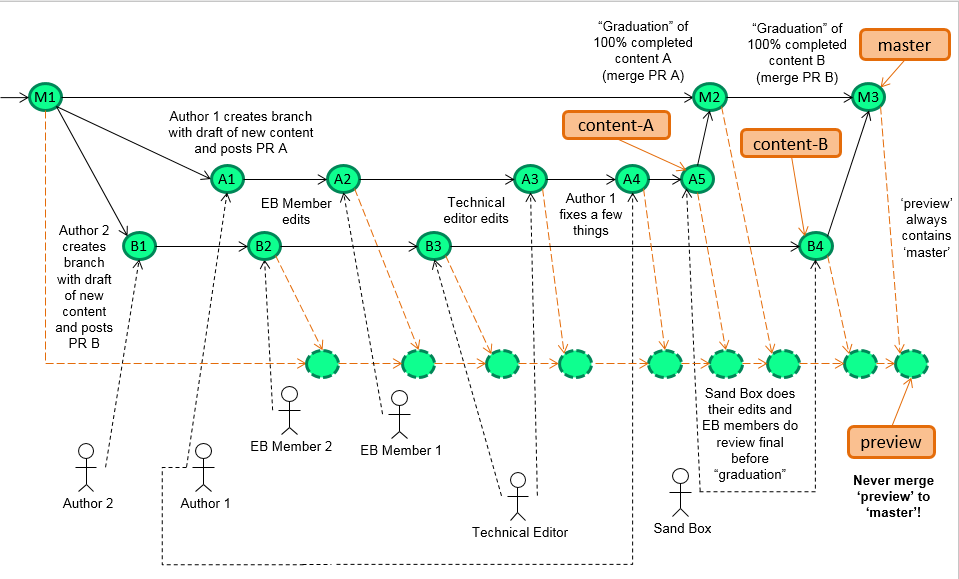 “Graduation” of
100% completed
content A
(merge PR A)
“Graduation” of
100% completed
content B
(merge PR B)
master
M1
M2
M3
Author 1 creates branch
with draft of new content
and posts PR A
content-A
content-B
A1
A2
A3
A4
A5
EB Member
edits
Technical
editor edits
Author 1
fixes a few
things
‘preview’
always
contains
‘master’
Author 2
creates
branch
with draft
of new
content
and posts
PR B
B1
B2
B3
B4
Sand Box does
their edits and
EB members do
review final
before
“graduation”
preview
Never merge
‘preview’ to
‘master’!
EB Member 2
EB Member 1
Author 2
Author 1
Technical Editor
Sand Box